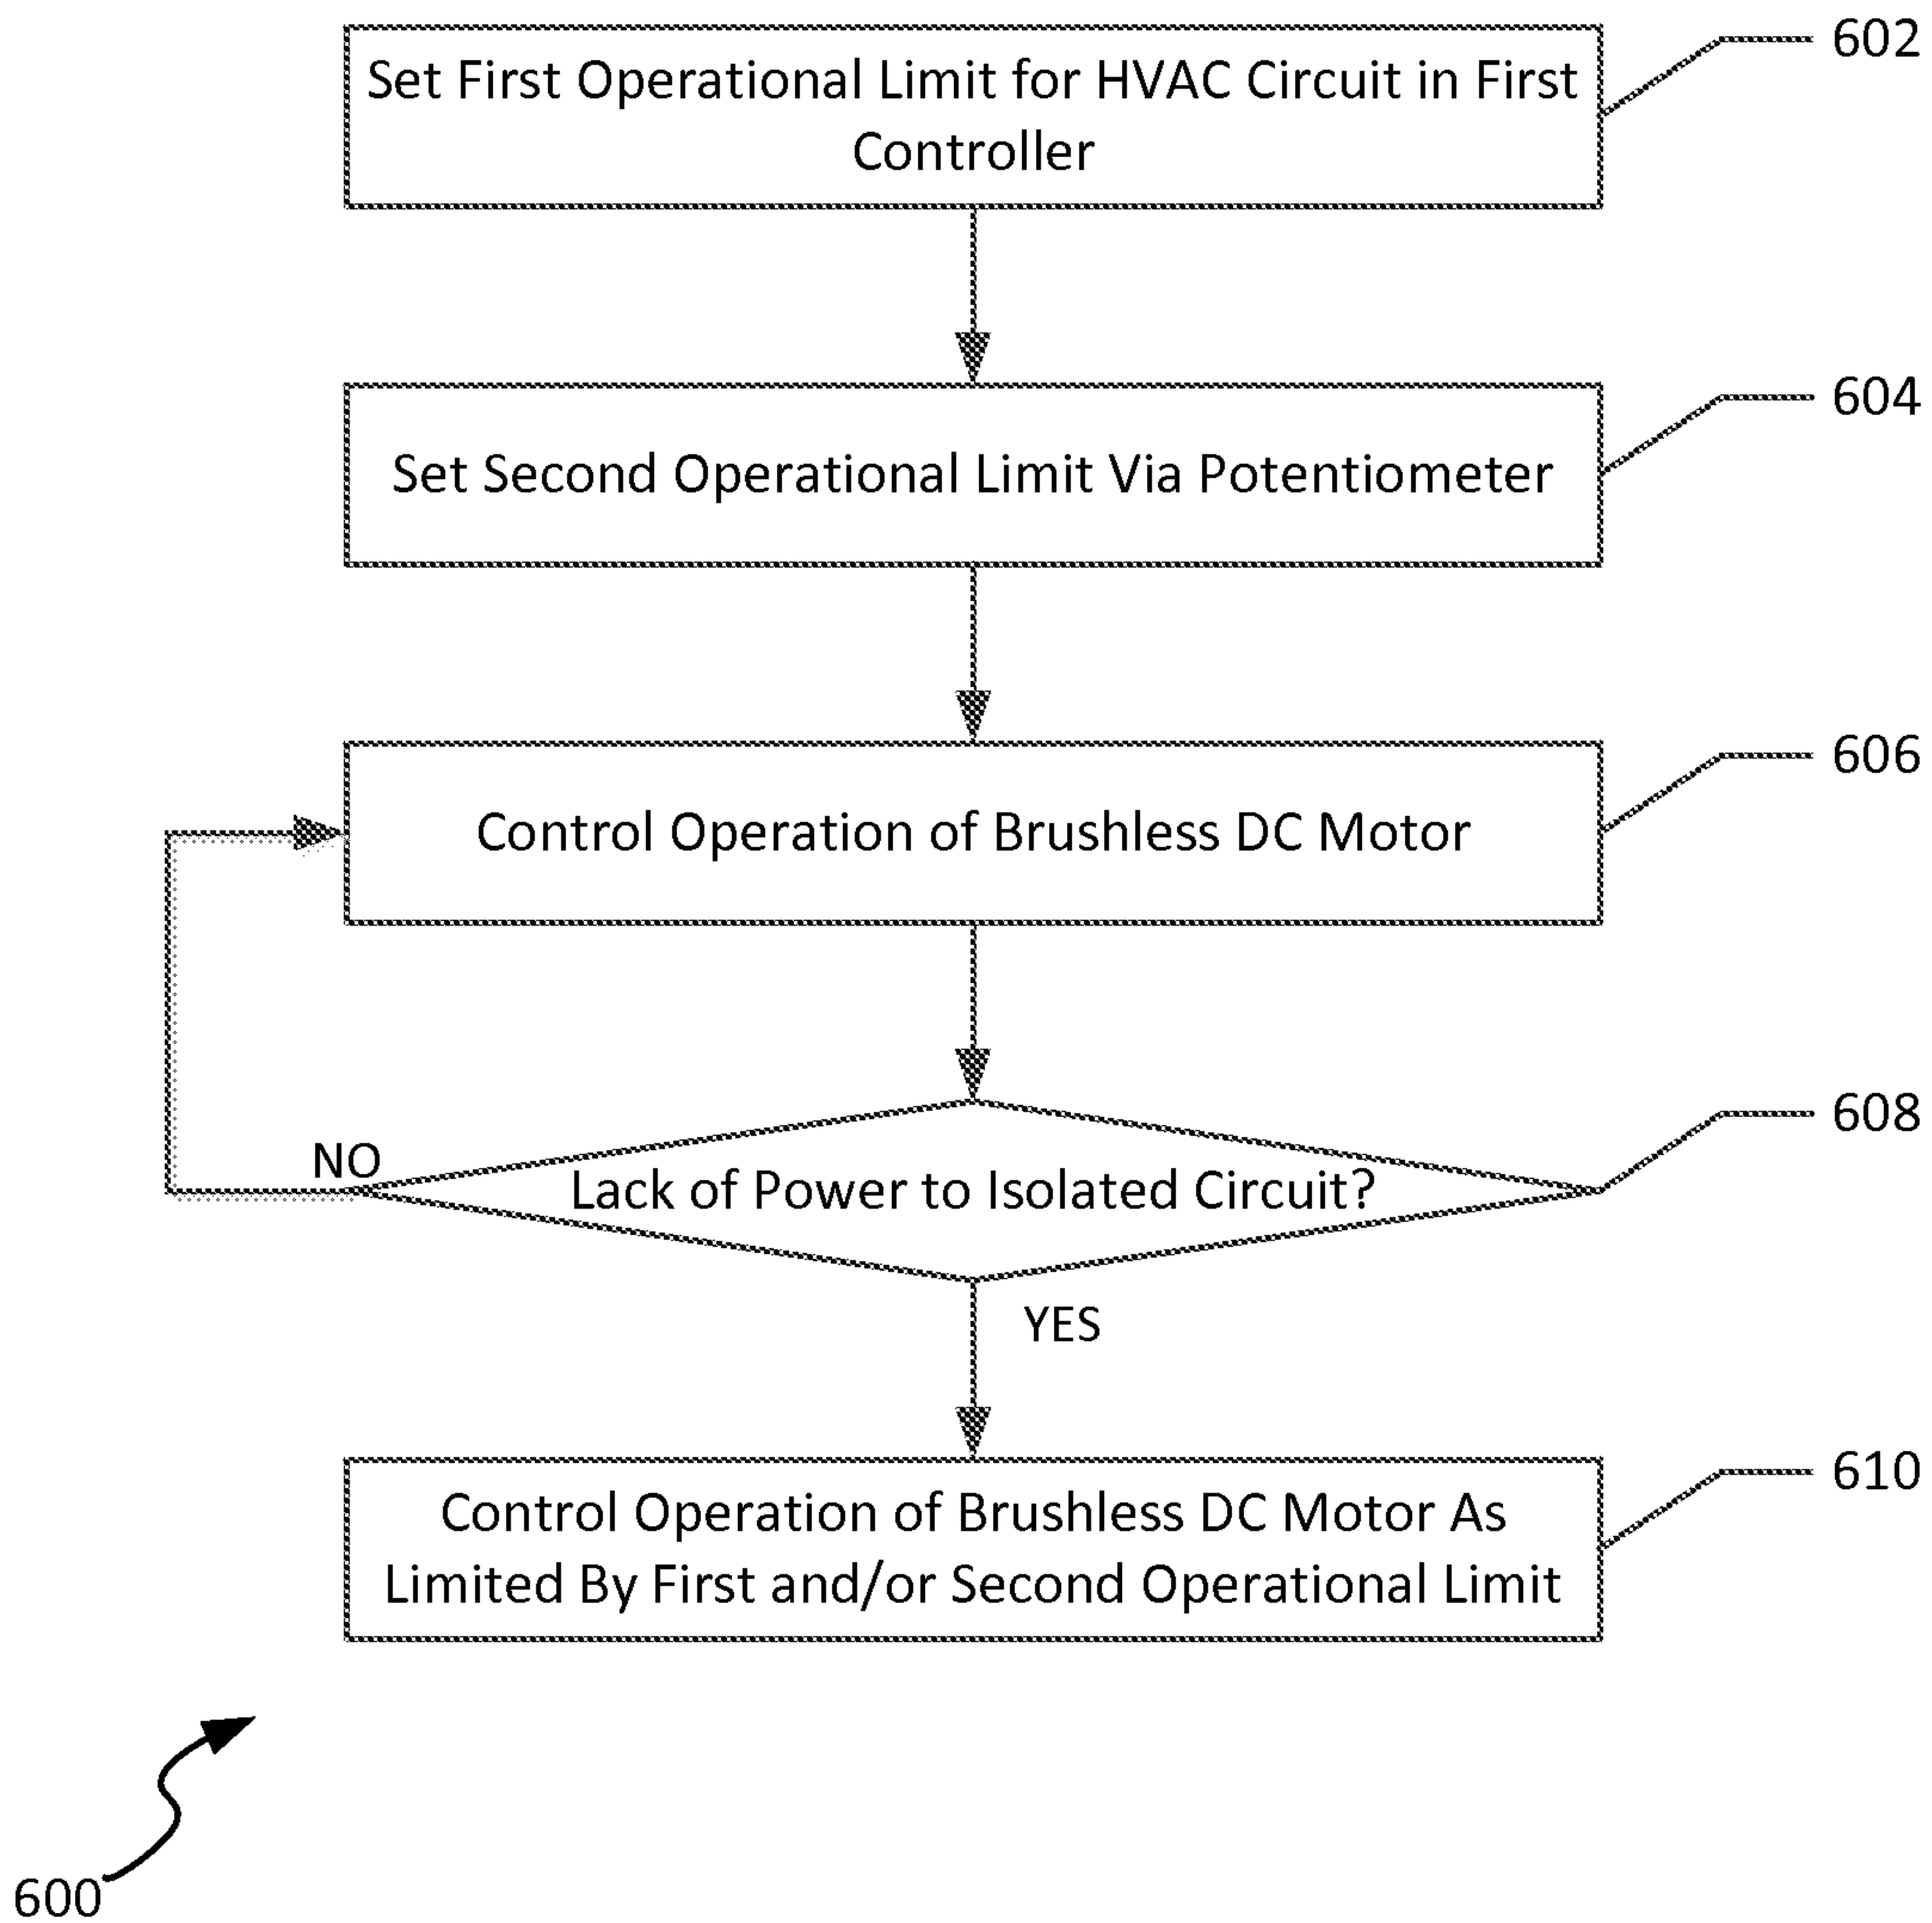 602
Set First Operational Limit for HVAC Circuit in First
Controller
604
Set Second Operational Limit Via Potentiometer
606
Control Operation of Brushless DC Motor
608
NO
Lack of Power to Isolated Circuit?
YES
610
Control Operation of Brushless DC Motor As
Limited By First and/or Second Operational Limit
600